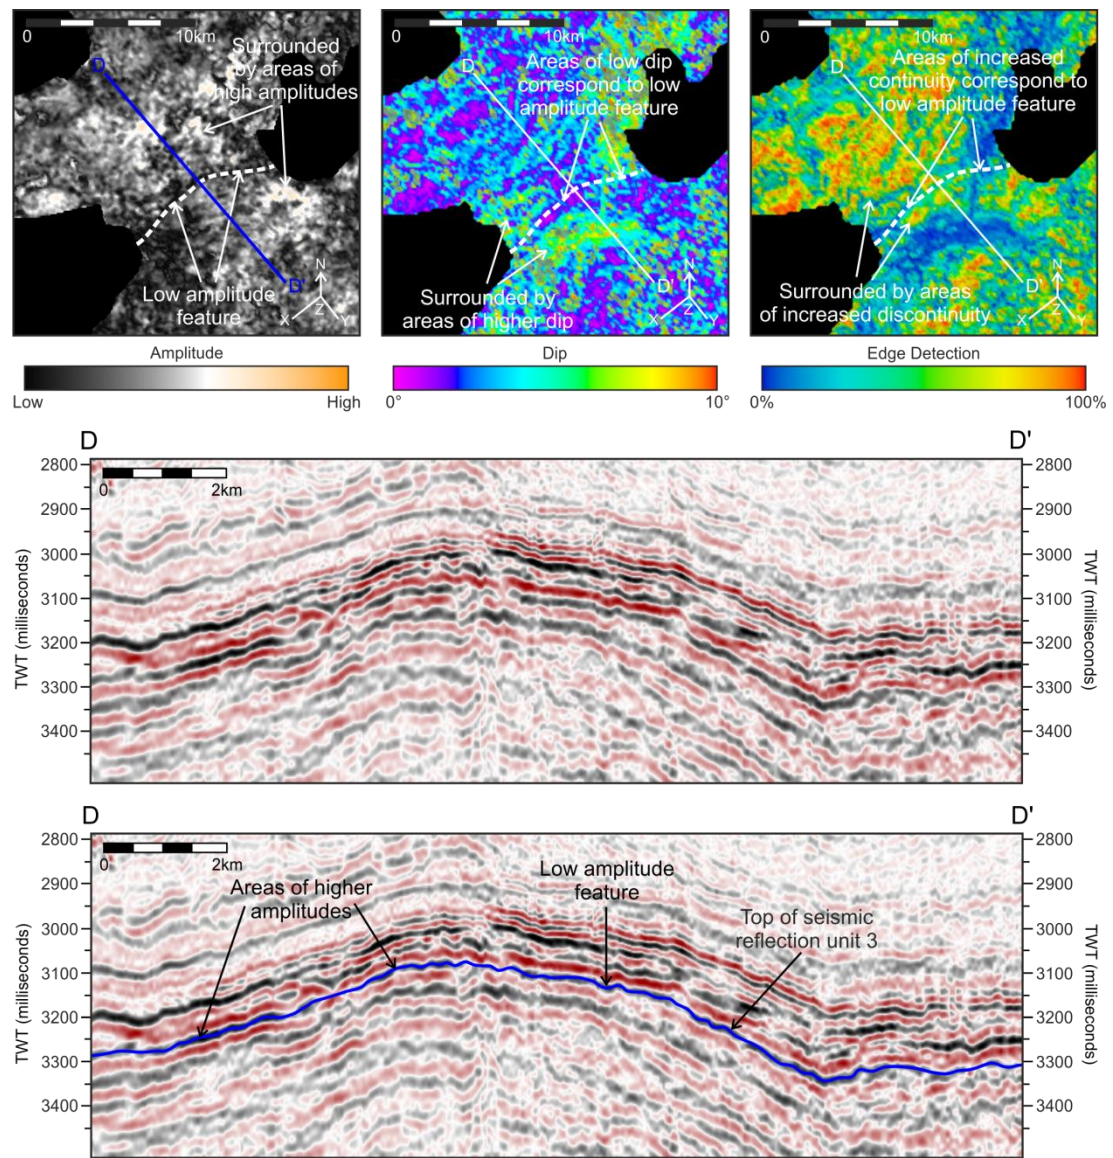 0 10km
D
Surrounded
by areas of
high amplitudes
Low amplitude
feature
D'
N
X Z Y
Amplitude
Low High
0 10km
D
Areas of low dip
correspond to low
amplitude feature
Surrounded by
areas of higher dip
D'
N
X Z Y
Dip
0° 10°
0 10km
D
Areas of increased
continuity correspond to
low amplitude feature
Surrounded by areas
of increased discontinuity
D'
N
X Z Y
Edge Detection
0% 100%
D D'
0 2km
TWT (milliseconds)
2800
2900
3000
3100
3200
3300
3400
2800
2900
3000
3100
3200
3300
3400
TWT (milliseconds)
D D'
0 2km
Areas of higher
amplitudes
Low amplitude
feature
Top of seismic
reflection unit 3
TWT (milliseconds)
2800
2900
3000
3100
3200
3300
3400
2800
2900
3000
3100
3200
3300
3400
TWT (milliseconds)